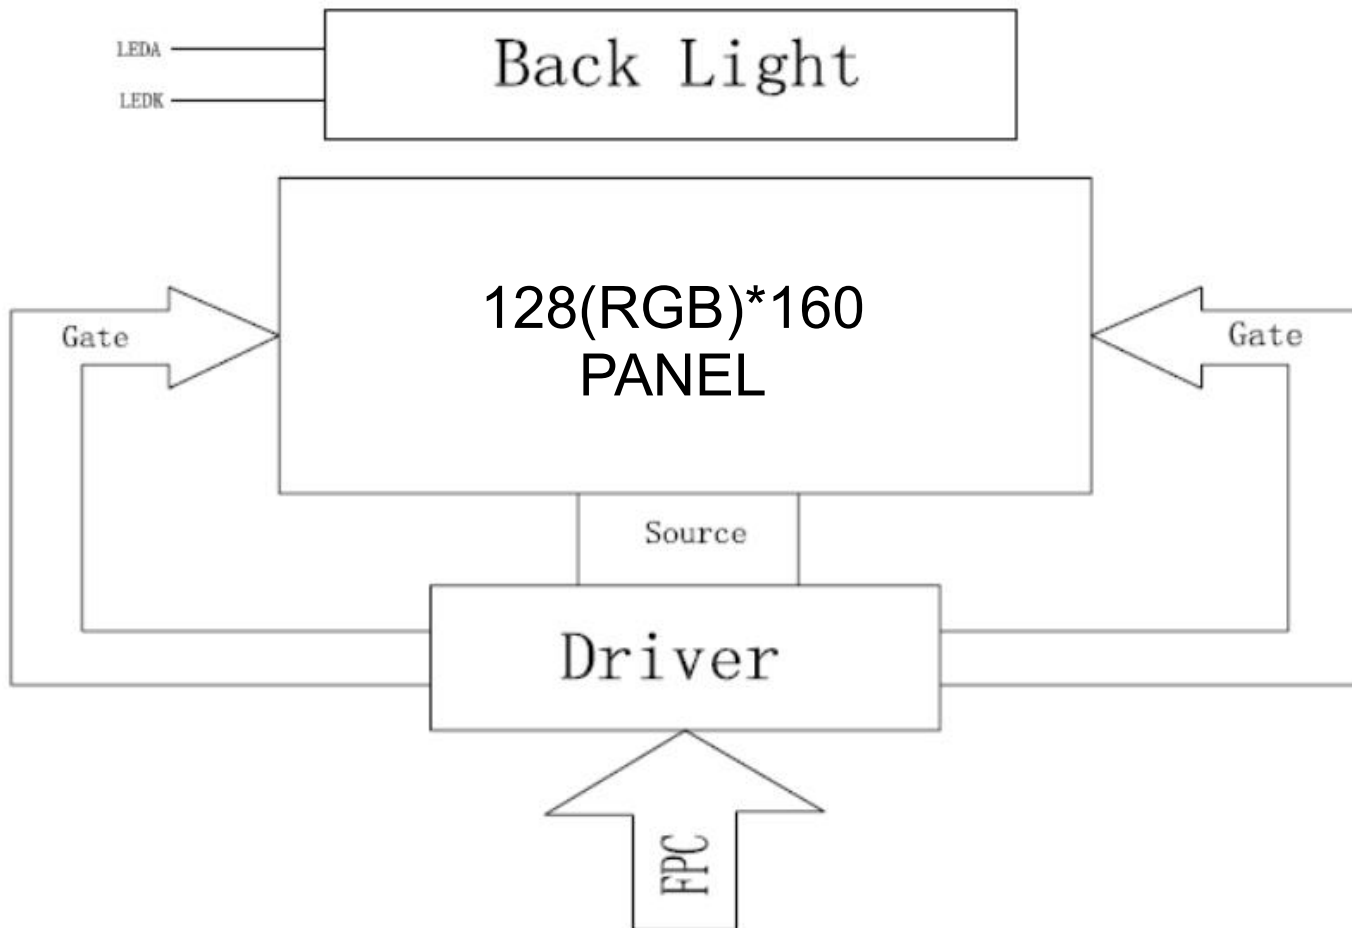 LEDA
LEDK
Back Light
128(RGB)*160
PANEL
Gate
Gate
Source
Driver
FPC